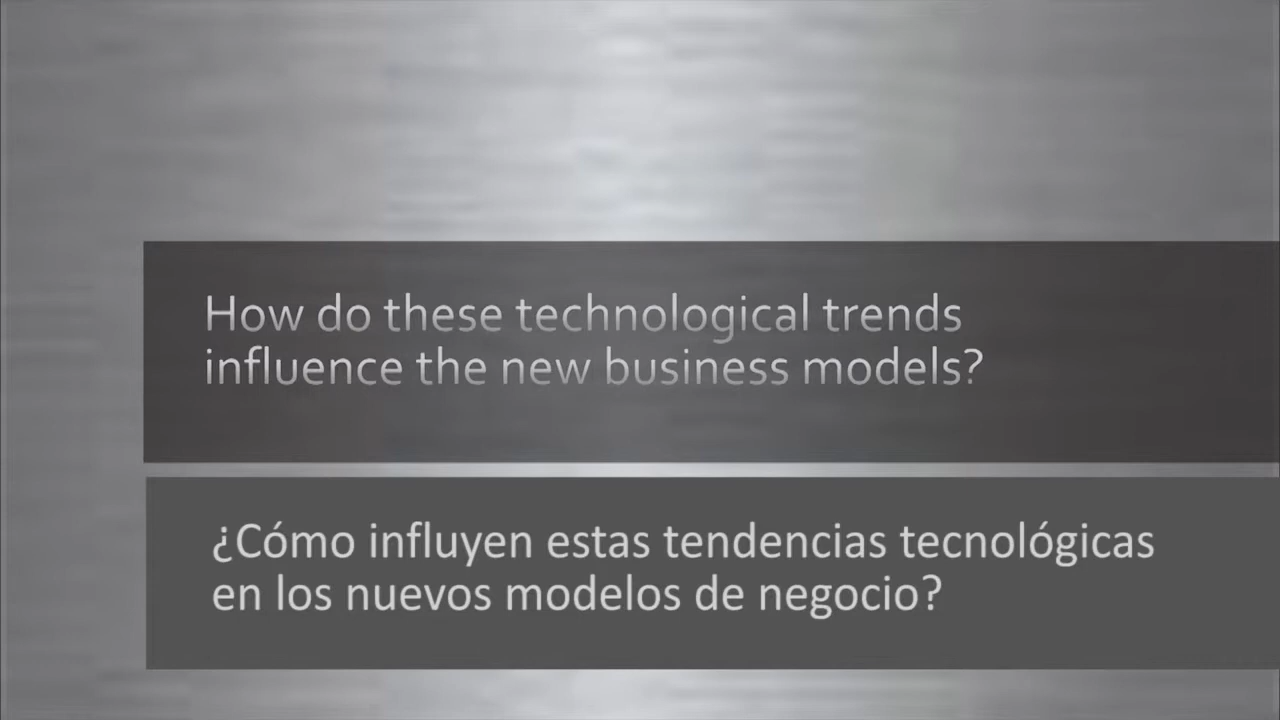 How do these technological trends
influence the new business models?
¿Cómo influyen estas tendencias tecnológicas
en los nuevos modelos de negocio?